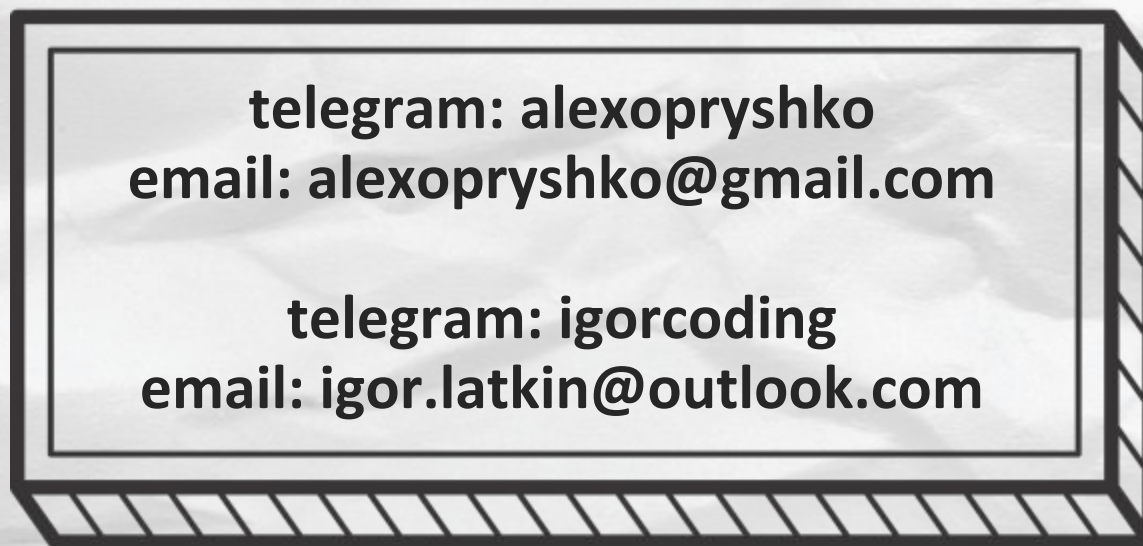 telegram: alexopryshko
email: alexopryshko@gmail.com
telegram: igorcoding
email: igor.latkin@outlook.com